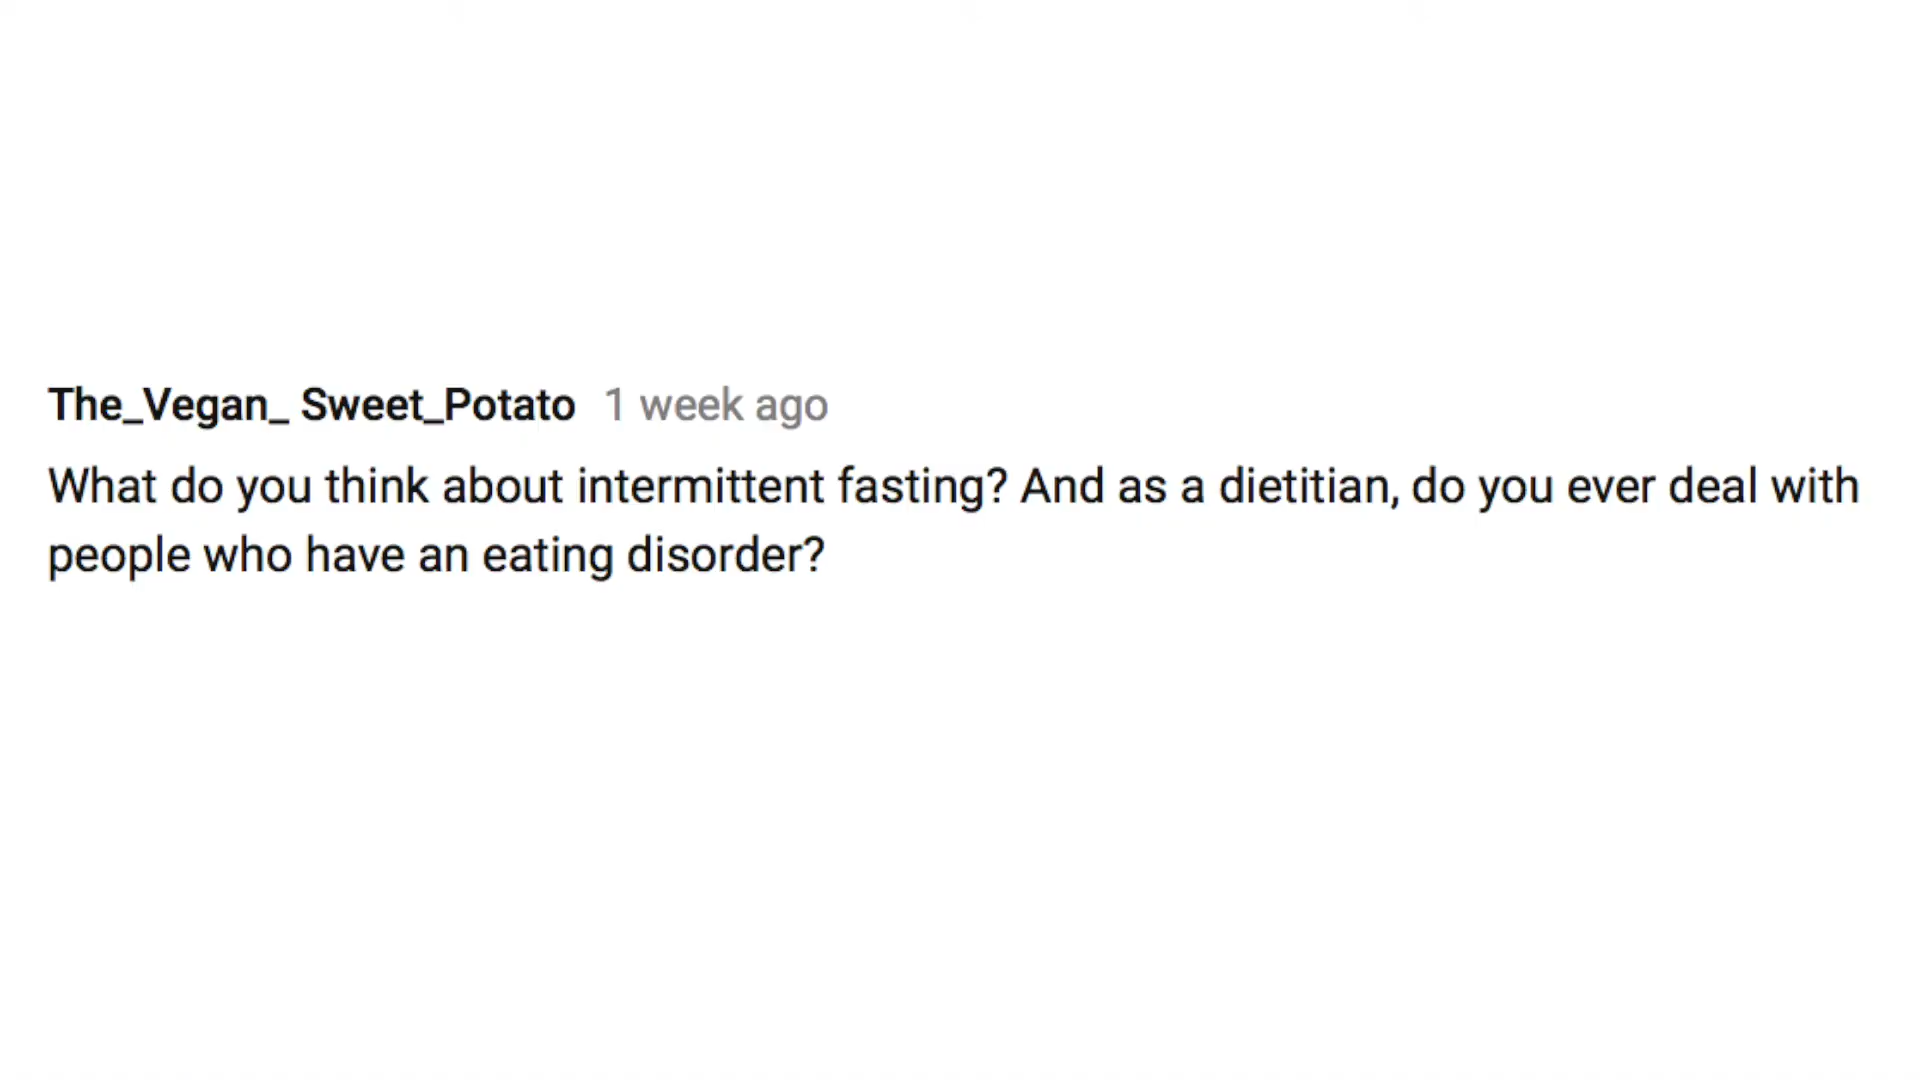 The_Vegan_ Sweet_Potato 1 week ago
What do you think about intermittent fasting? And as a dietitian, do you ever deal with
people who have an eating disorder?